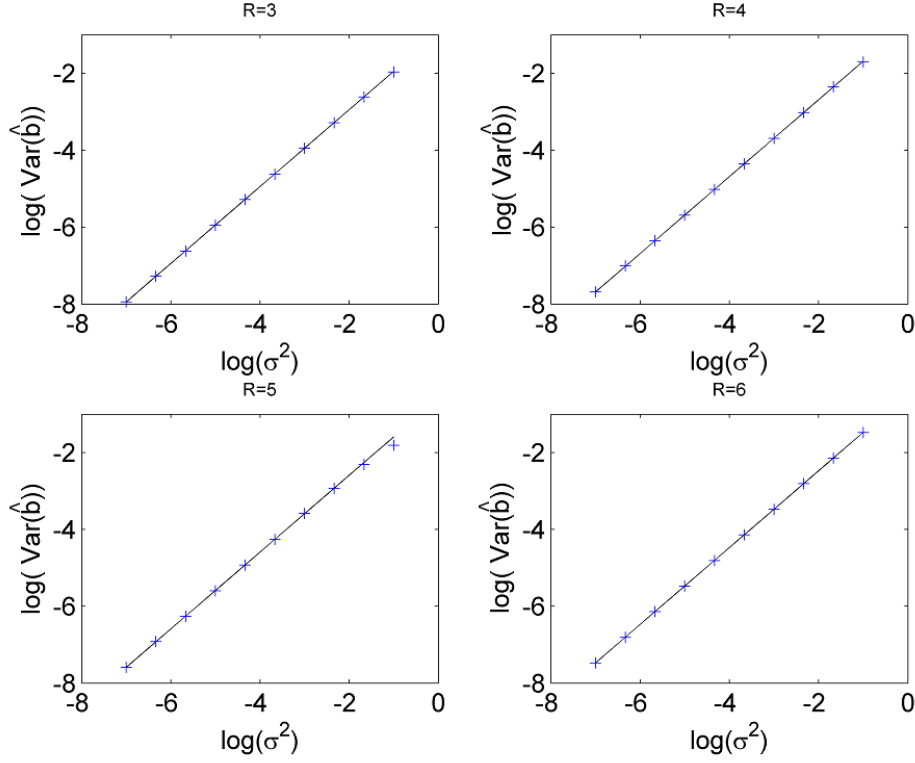 R=3
log( Var(b̂))
-2
-4
-6
-8
-8 -6 -4 -2 0
log(σ²)
R=4
log( Var(b̂))
-2
-4
-6
-8
-8 -6 -4 -2 0
log(σ²)
R=5
log( Var(b̂))
-2
-4
-6
-8
-8 -6 -4 -2 0
log(σ²)
R=6
log( Var(b̂))
-2
-4
-6
-8
-8 -6 -4 -2 0
log(σ²)